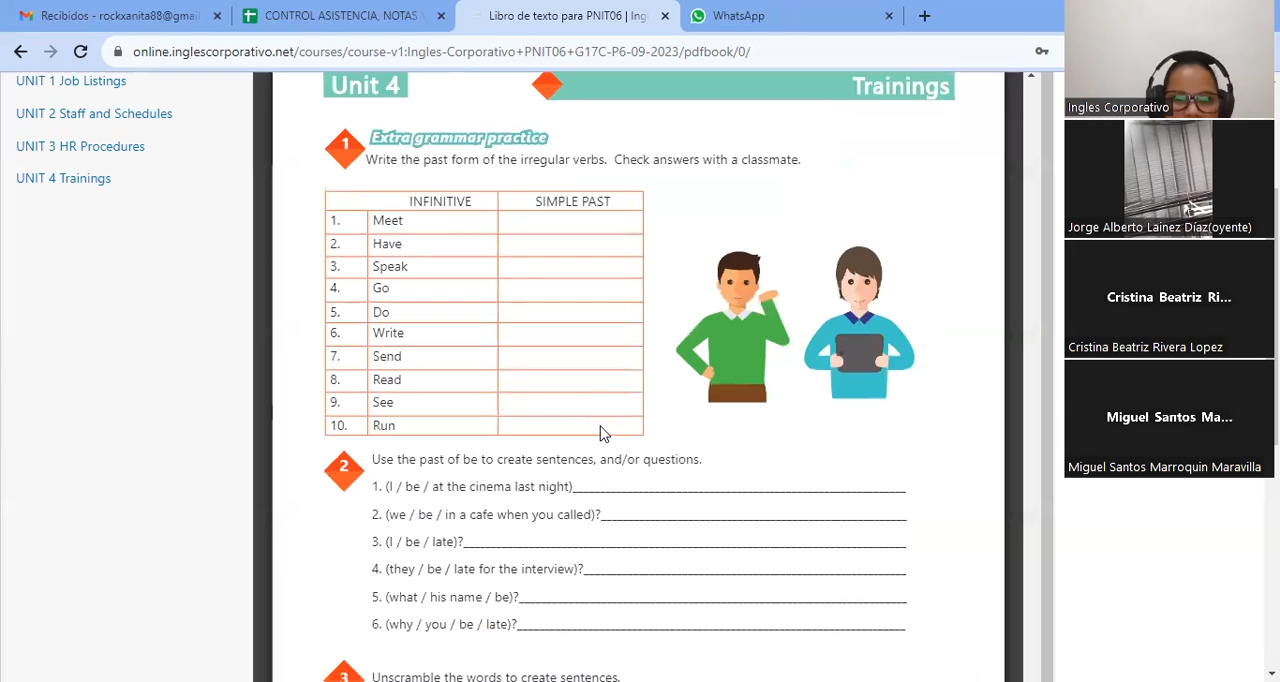 Recibidos - rockxanita88@gmai
CONTROL ASISTENCIA, NOTAS
Libro de texto para PNIT06 | Ing
WhatsApp
online.inglescorporativo.net/courses/course-v1:Ingles-Corporativo+PNIT06+G17C-P6-09-2023/pdfbook/0/
UNIT 1 Job Listings
UNIT 2 Staff and Schedules
UNIT 3 HR Procedures
UNIT 4 Trainings
Unit 4
Trainings
1
Extra grammar practice
Write the past form of the irregular verbs. Check answers with a classmate.
INFINITIVE SIMPLE PAST
1. Meet
2. Have
3. Speak
4. Go
5. Do
6. Write
7. Send
8. Read
9. See
10. Run
2
Use the past of be to create sentences, and/or questions.
1. (I / be / at the cinema last night)
2. (we / be / in a cafe when you called)?
3. (I / be / late)?
4. (they / be / late for the interview)?
5. (what / his name / be)?
6. (why / you / be / late)?
3
Unscramble the words to create sentences.
Ingles Corporativo
Jorge Alberto Lainez Díaz(oyente)
Cristina Beatriz Ri...
Cristina Beatriz Rivera Lopez
Miguel Santos Ma...
Miguel Santos Marroquin Maravilla